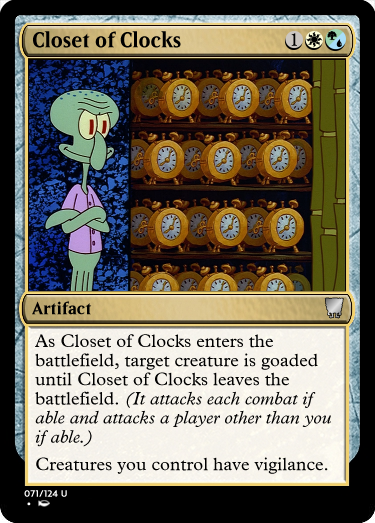 Closet of Clocks 1
Artifact
As Closet of Clocks enters the
battlefield, target creature is goaded
until Closet of Clocks leaves the
battlefield. (It attacks each combat if
able and attacks a player other than you
if able.)
Creatures you control have vigilance.
071/124 U